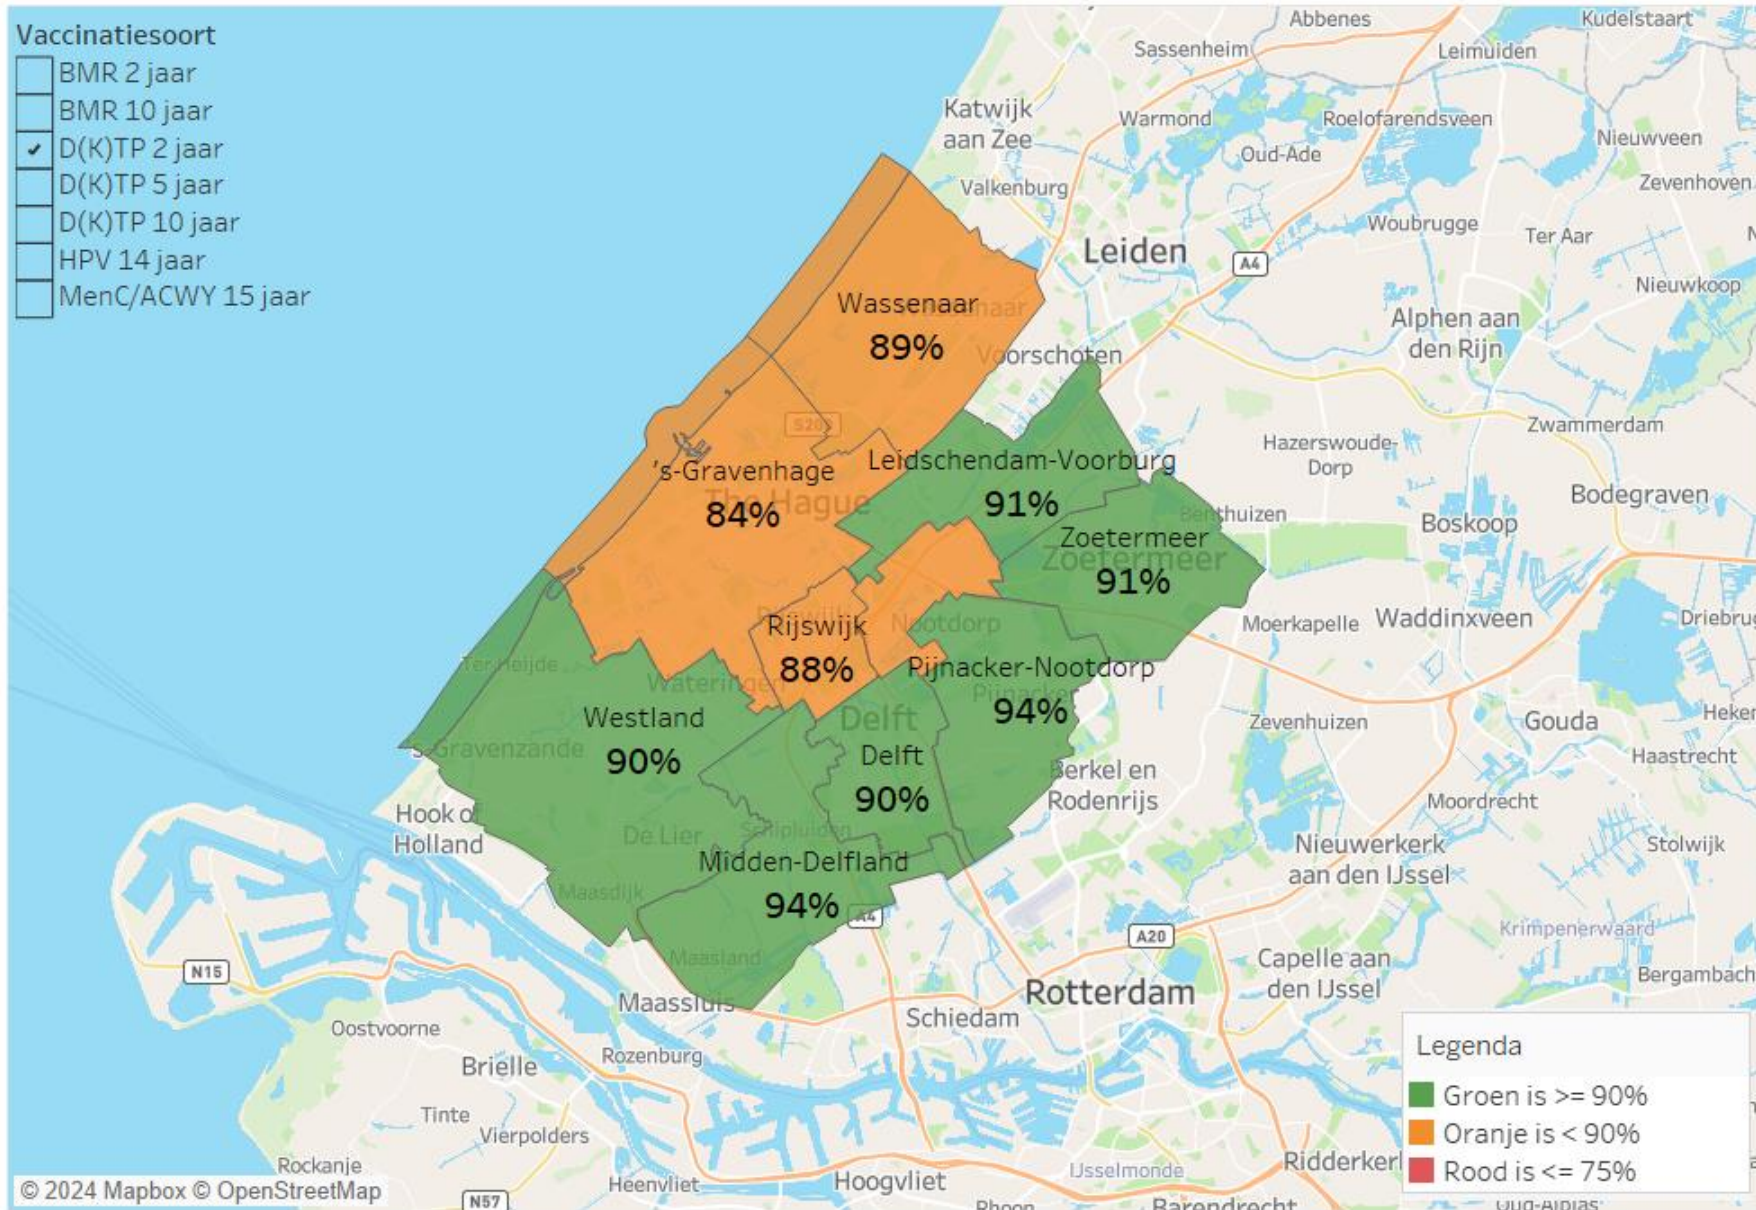 Vaccinatiesoort
BMR 2 jaar
BMR 10 jaar
✔ D(K)TP 2 jaar
D(K)TP 5 jaar
D(K)TP 10 jaar
HPV 14 jaar
MenC/ACWY 15 jaar
Abbenes
Kudelstaart
Sassenheim
Leimuiden
Katwijk
aan Zee
Warmond
Roelofarendsveen
Nieuwveen
Oud-Ade
Valkenburg
Zevenhoven
Woubrugge
Ter Aar
Leiden
A4
Nieuwkoop
Wassenaar
89%
Voorschoten
Alphen aan
den Rijn
S200
Zwammerdam
Hazerswoude-
Dorp
Leidschendam-Voorburg
91%
's-Gravenhage
The Hague
84%
Bodegraven
Benthuizen
Boskoop
Zoetermeer
Zoetermeer
91%
Rijswijk
Rijswijk
88%
Nootdorp
Moerkapelle
Waddinxveen
Ter Heijde
Wateringen
Pijnacker-Nootdorp
Pijnacker
94%
Westland
90%
Delft
Delft
90%
Zevenhuizen
Gouda
's-Gravenzande
Haastrecht
Berkel en
Rodenrijs
Moordrecht
Hook of
Holland
De Lier
Schipluiden
Nieuwerkerk
aan den IJssel
Stolwijk
Midden-Delfland
94%
Maasdijk
A4
A20
Krimpenerwaard
Maasland
N15
Capelle aan
den IJssel
Bergambach
Maassluis
Rotterdam
Schiedam
Oostvoorne
Rozenburg
Brielle
Tinte
Vierpolders
Rockanje
Heenvliet
Hoogvliet
IJsselmonde
Ridderker
N57
Rhoon
Barendrecht
Legenda
Groen is >= 90%
Oranje is < 90%
Rood is <= 75%
© 2024 Mapbox © OpenStreetMap